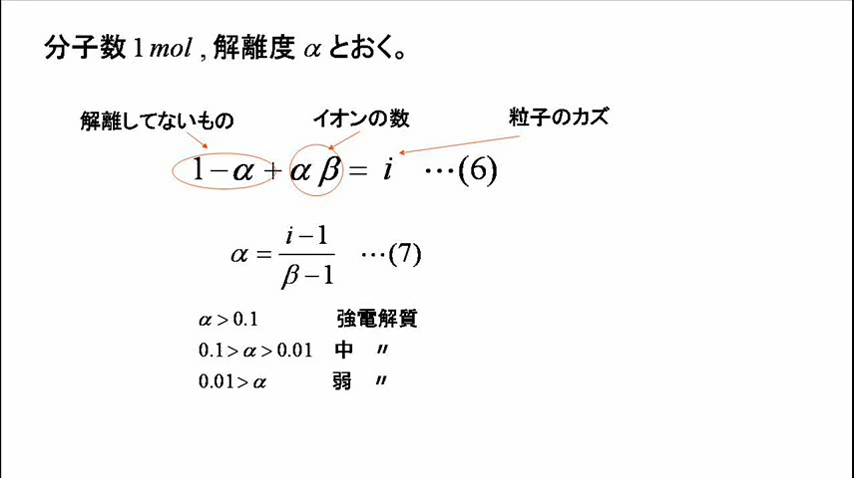 分子数 1 mol , 解離度 α とおく。
解離してないもの イオンの数 粒子のカズ
1−α + α β = i ⋯(6)
α = (i−1)/(β−1) ⋯(7)
α > 0.1 強電解質
0.1 > α > 0.01 中 〃
0.01 > α 弱 〃